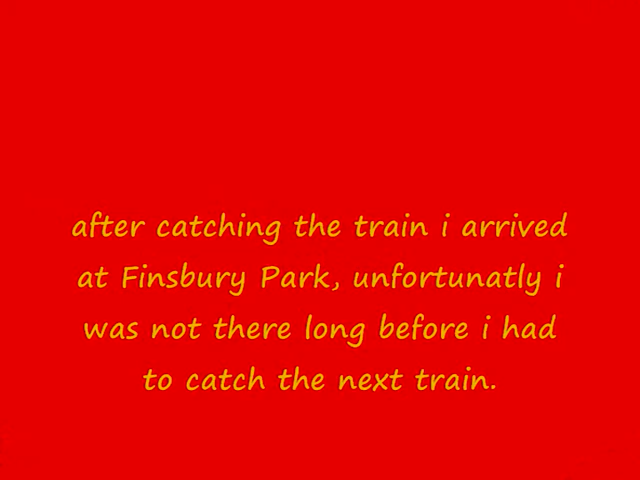 after catching the train i arrived
at Finsbury Park, unfortunatly i
was not there long before i had
to catch the next train.